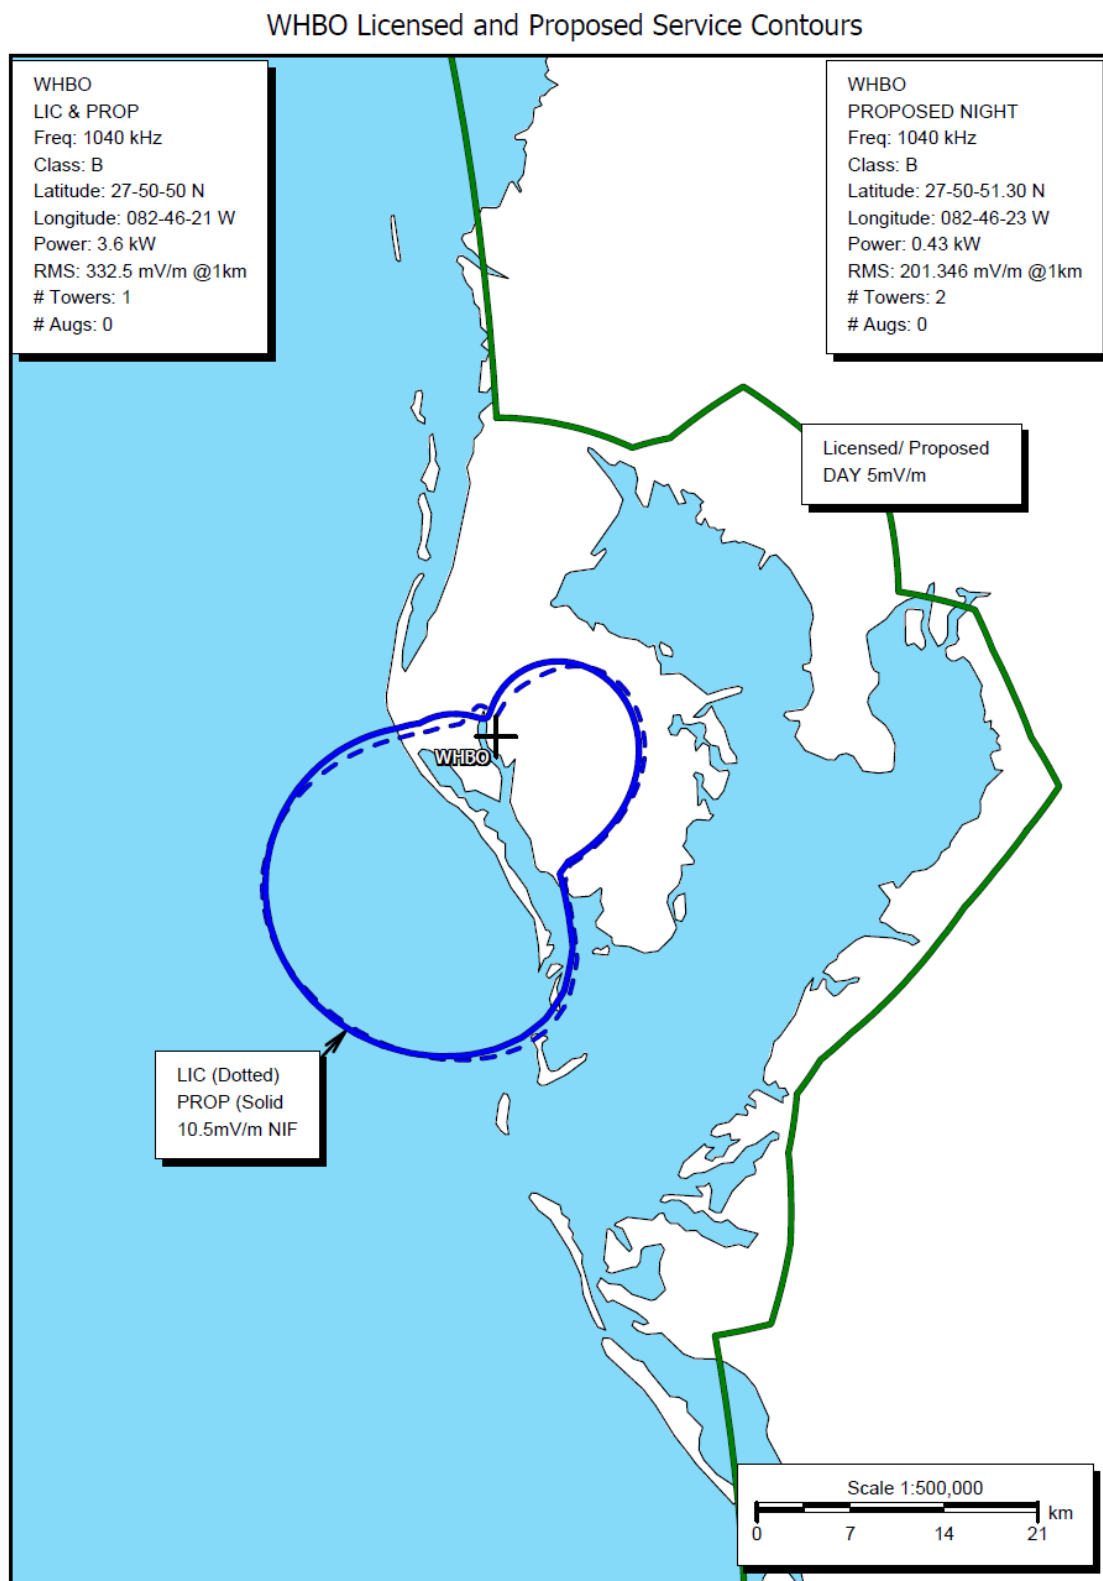 WHBO Licensed and Proposed Service Contours
WHBO
LIC & PROP
Freq: 1040 kHz
Class: B
Latitude: 27-50-50 N
Longitude: 082-46-21 W
Power: 3.6 kW
RMS: 332.5 mV/m @1km
# Towers: 1
# Augs: 0
WHBO
PROPOSED NIGHT
Freq: 1040 kHz
Class: B
Latitude: 27-50-51.30 N
Longitude: 082-46-23 W
Power: 0.43 kW
RMS: 201.346 mV/m @1km
# Towers: 2
# Augs: 0
Licensed/ Proposed
DAY 5mV/m
WHBO
LIC (Dotted)
PROP (Solid
10.5mV/m NIF
Scale 1:500,000
km
0 7 14 21